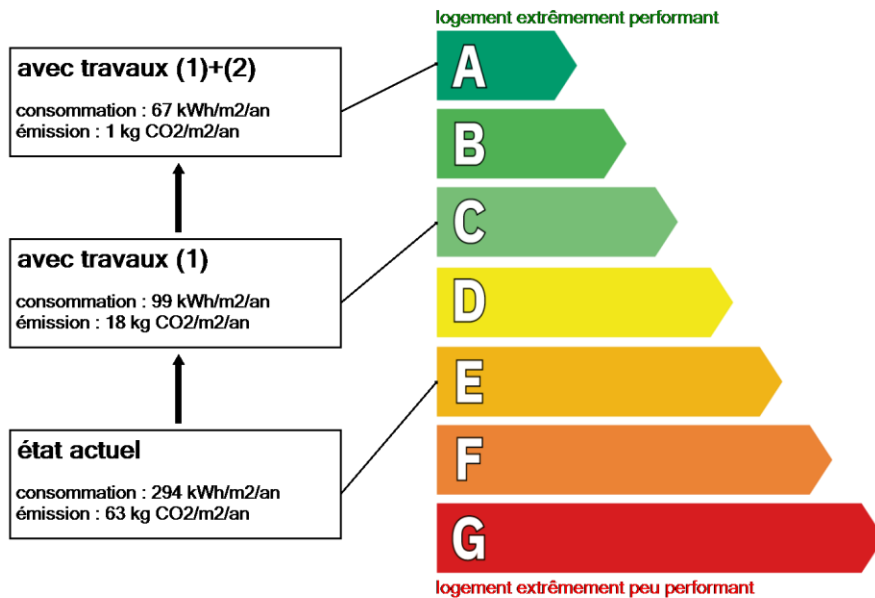 logement extrêmement performant
avec travaux (1)+(2)
consommation : 67 kWh/m2/an
émission : 1 kg CO2/m2/an
avec travaux (1)
consommation : 99 kWh/m2/an
émission : 18 kg CO2/m2/an
état actuel
consommation : 294 kWh/m2/an
émission : 63 kg CO2/m2/an
A
B
C
D
E
F
G
logement extrêmement peu performant